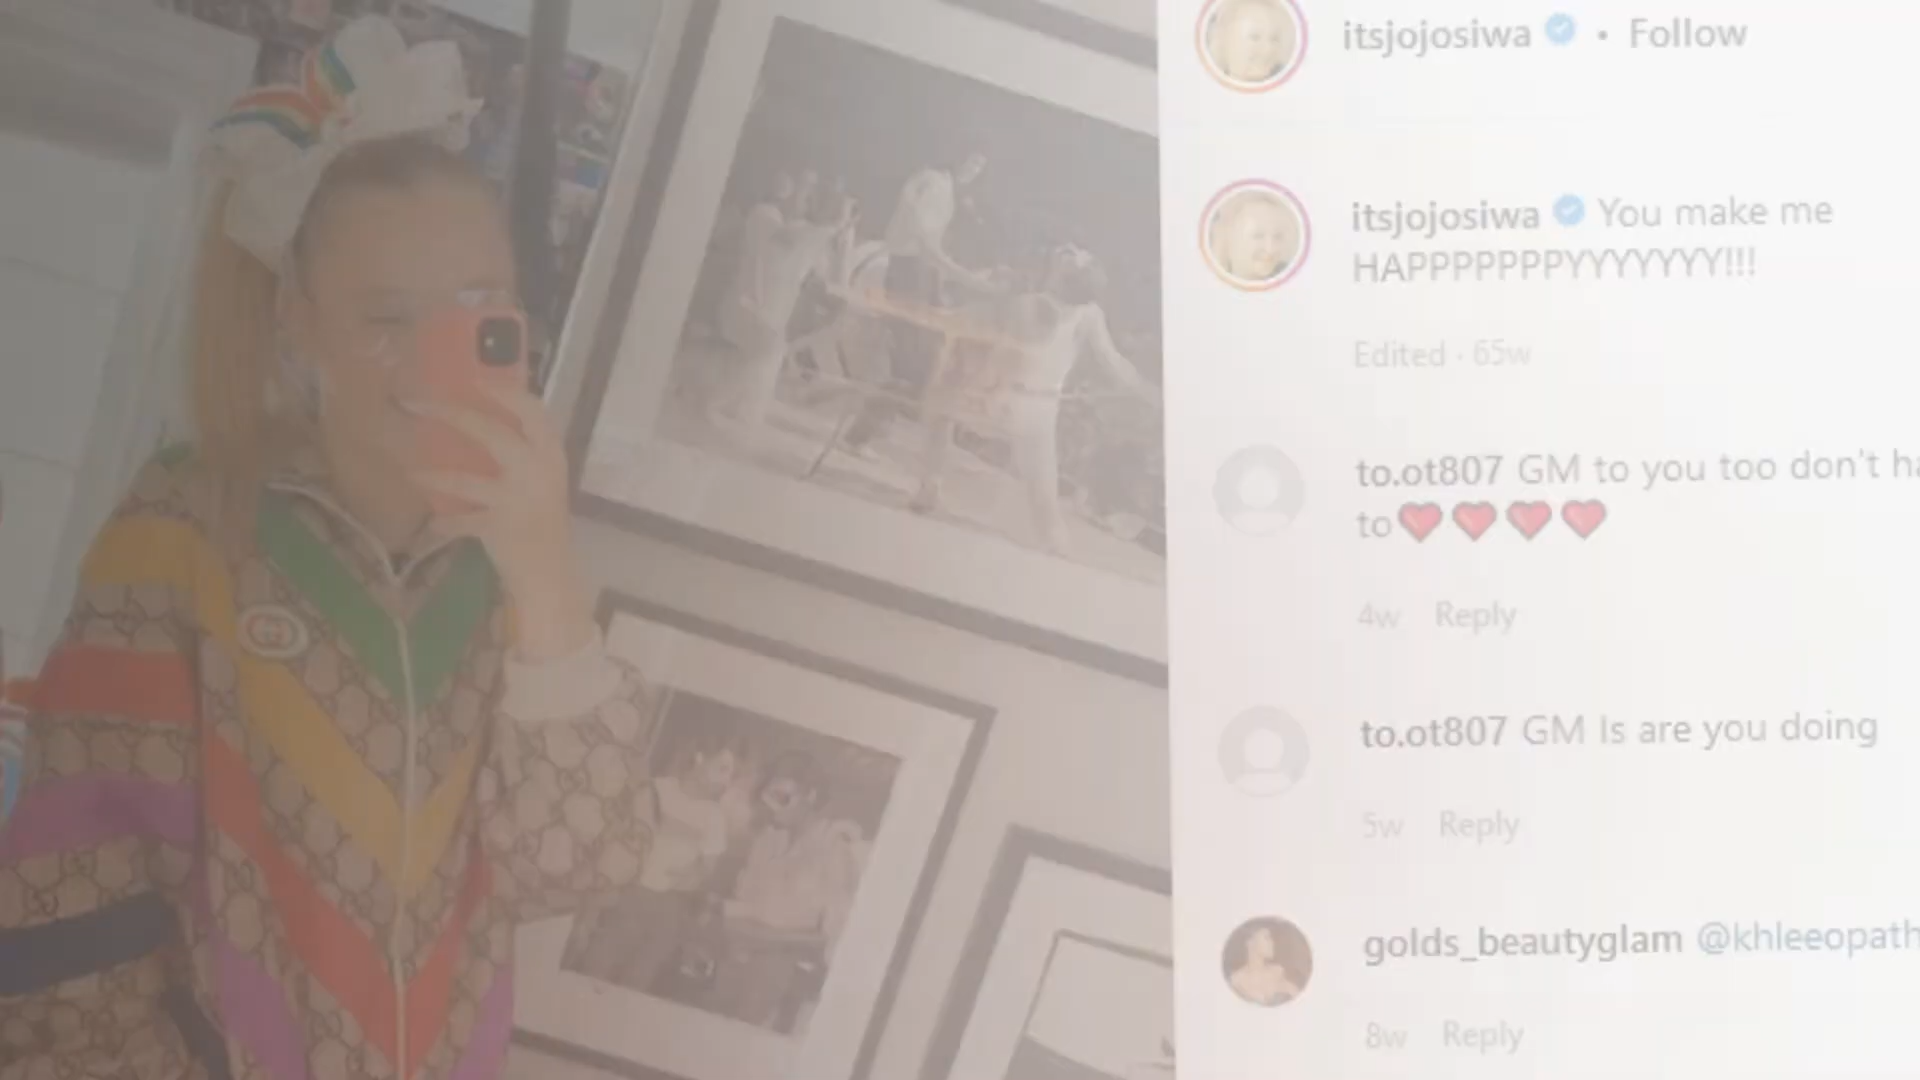 itsjojosiwa • Follow
itsjojosiwa You make me
HAPPPPPPPYYYYYYY!!!
Edited · 65w
to.ot807 GM to you too don't ha
to
4w Reply
to.ot807 GM Is are you doing
5w Reply
golds_beautyglam @khleeopath
8w Reply